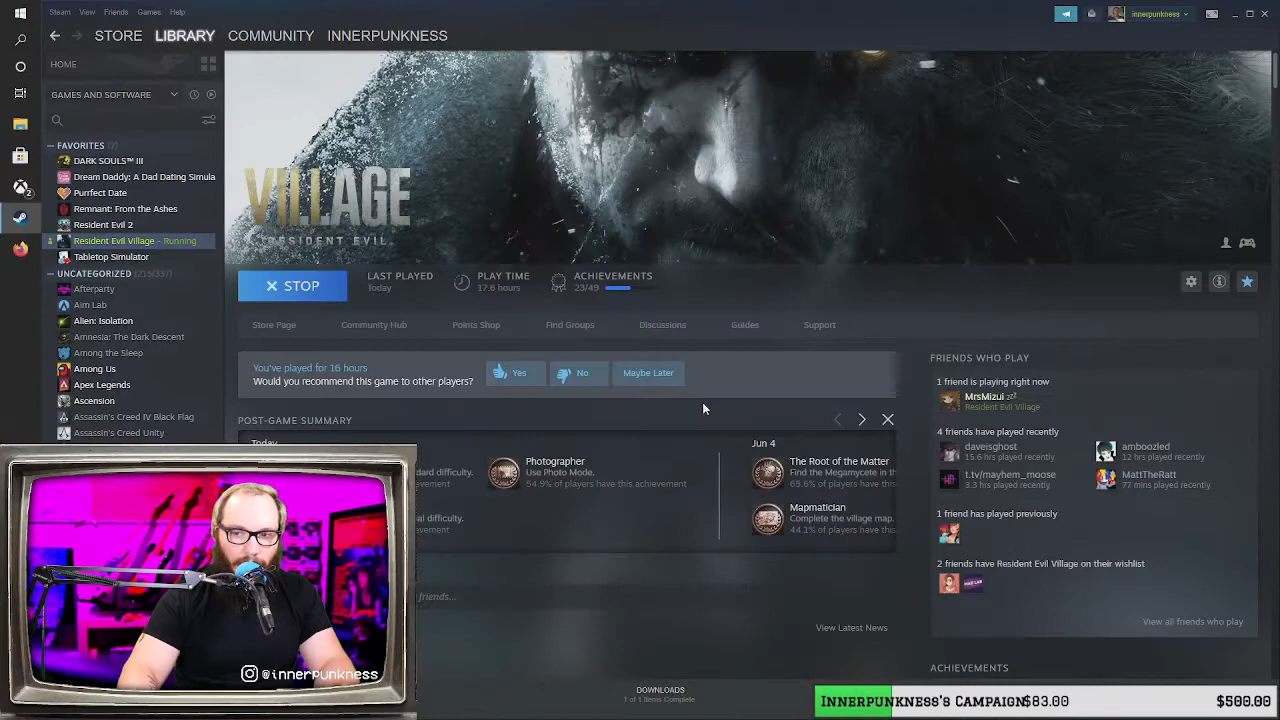 Steam View Friends Games Help
innerpunkness
STORE LIBRARY COMMUNITY INNERPUNKNESS
HOME
GAMES AND SOFTWARE
FAVORITES (7)
DARK SOULS™ III
Dream Daddy: A Dad Dating Simula
Purrfect Date
Remnant: From the Ashes
Resident Evil 2
Resident Evil Village - Running
Tabletop Simulator
UNCATEGORIZED (215/337)
Afterparty
Aim Lab
Alien: Isolation
Amnesia: The Dark Descent
Among the Sleep
Among Us
Apex Legends
Ascension
Assassin's Creed IV Black Flag
Assassin's Creed Unity
2
VILLAGE
RESIDENT EVIL
STOP
LAST PLAYED
Today
PLAY TIME
17.6 hours
ACHIEVEMENTS
23/49
Store Page Community Hub Points Shop Find Groups Discussions Guides Support
You've played for 16 hours
Would you recommend this game to other players?
Yes No Maybe Later
POST-GAME SUMMARY
Today
dard difficulty.
evement
al difficulty.
evement
Photographer
Use Photo Mode.
54.9% of players have this achievement
Jun 4
The Root of the Matter
Find the Megamycete in th
65.6% of players have this
Mapmatician
Complete the village map.
44.1% of players have this
friends...
View Latest News
FRIENDS WHO PLAY
1 friend is playing right now
MrsMizui zzZ
Resident Evil Village
4 friends have played recently
daveisghost
15.6 hrs played recently
amboozled
12 hrs played recently
t.tv/mayhem_moose
3.3 hrs played recently
MattTheRatt
77 mins played recently
1 friend has played previously
2 friends have Resident Evil Village on their wishlist
View all friends who play
ACHIEVEMENTS
@innerpunkness
DOWNLOADS
1 of 1 Items Complete
INNERPUNKNESS'S CAMPAIGN $83.00 $500.00